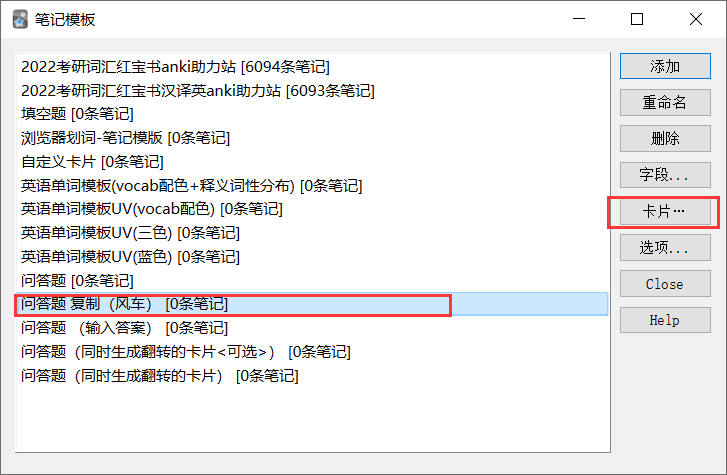 笔记模板
2022考研词汇红宝书anki助力站 [6094条笔记]
2022考研词汇红宝书汉译英anki助力站 [6093条笔记]
填空题 [0条笔记]
浏览器划词-笔记模版 [0条笔记]
自定义卡片 [0条笔记]
英语单词模板(vocab配色+释义词性分布) [0条笔记]
英语单词模板UV(vocab配色) [0条笔记]
英语单词模板UV(三色) [0条笔记]
英语单词模板UV(蓝色) [0条笔记]
问答题 [0条笔记]
问答题 复制（风车） [0条笔记]
问答题 （输入答案） [0条笔记]
问答题（同时生成翻转的卡片<可选>） [0条笔记]
问答题（同时生成翻转的卡片） [0条笔记]
添加
重命名
删除
字段...
卡片…
选项...
Close
Help